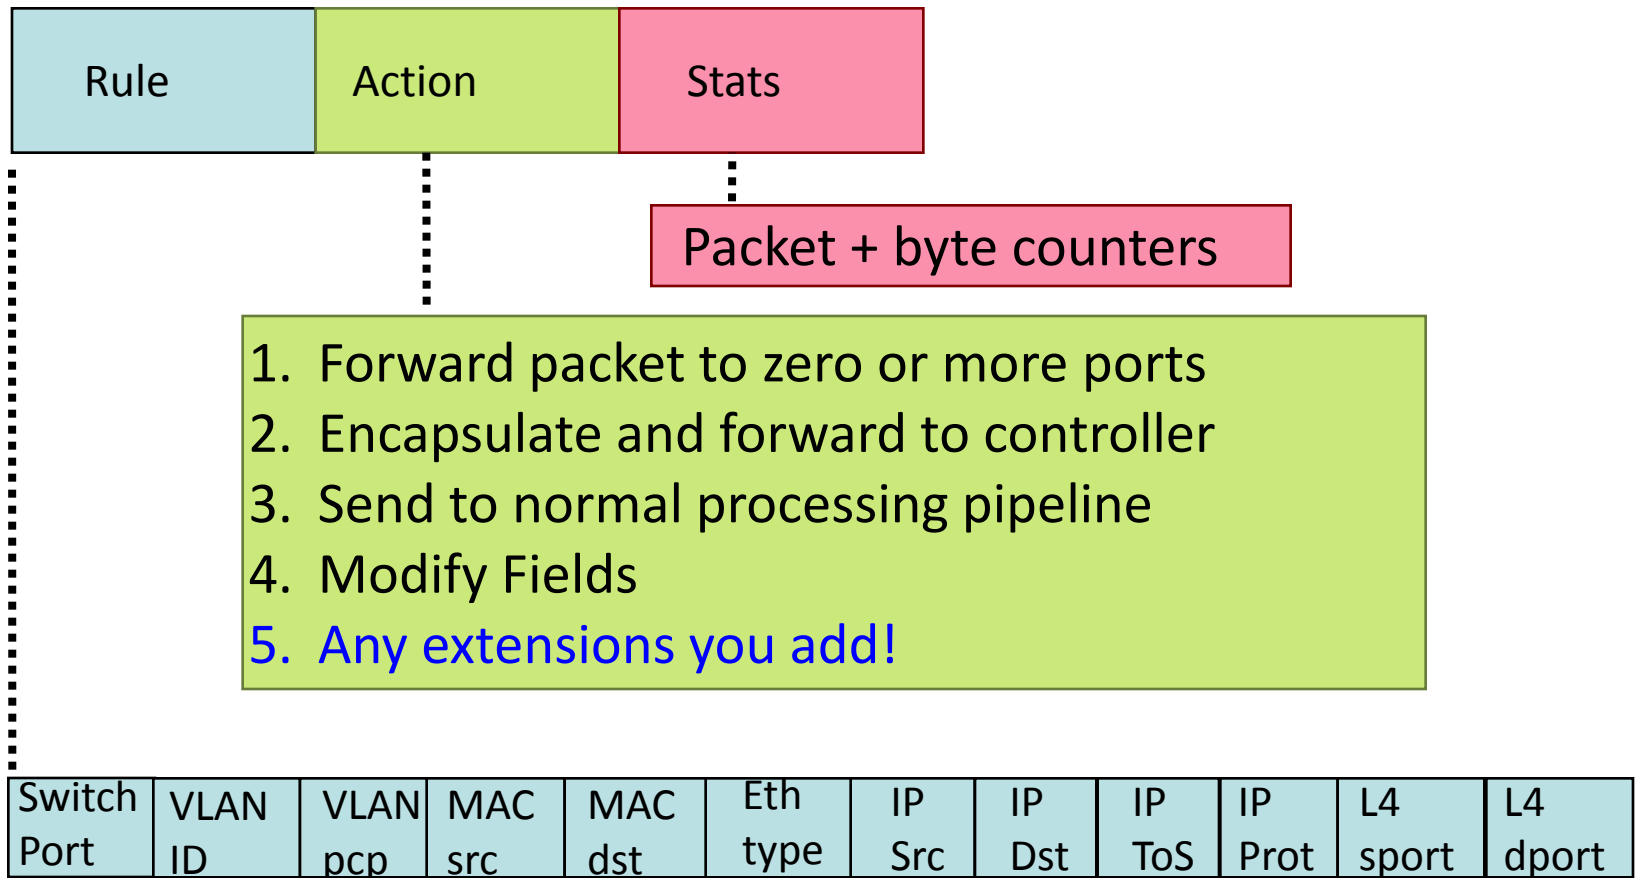 Rule Action Stats
Packet + byte counters
1. Forward packet to zero or more ports
2. Encapsulate and forward to controller
3. Send to normal processing pipeline
4. Modify Fields
5. Any extensions you add!
Switch Port
VLAN ID
VLAN pcp
MAC src
MAC dst
Eth type
IP Src
IP Dst
IP ToS
IP Prot
L4 sport
L4 dport